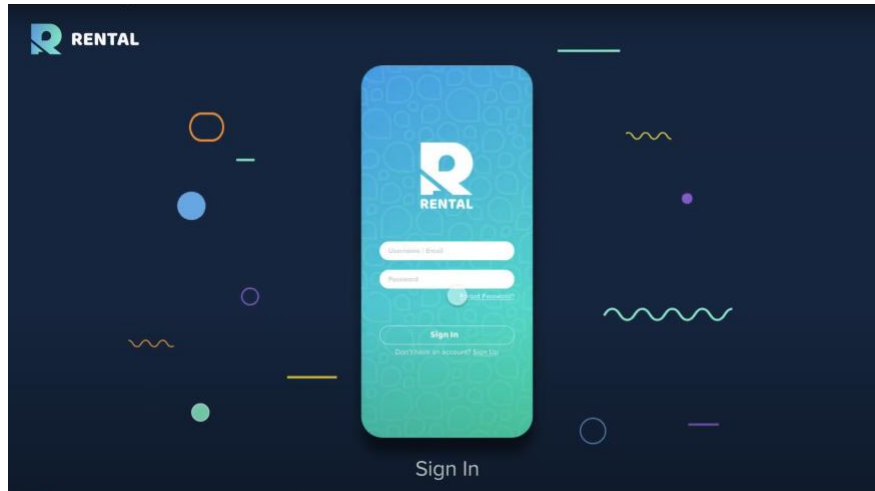 RENTAL
RENTAL
Username / Email
Password
Forgot Password?
Sign In
Don't have an account? Sign Up
Sign In